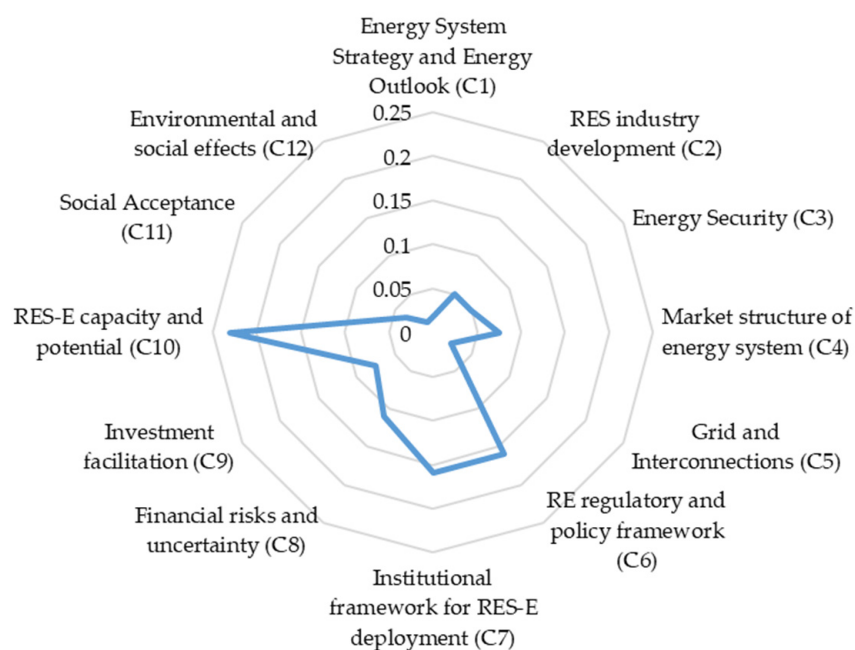 Energy System
Strategy and Energy
Outlook (C1)
RES industry
development (C2)
Energy Security (C3)
Market structure of
energy system (C4)
Grid and
Interconnections (C5)
RE regulatory and
policy framework
(C6)
Institutional
framework for RES-E
deployment (C7)
Financial risks and
uncertainty (C8)
Investment
facilitation (C9)
RES-E capacity and
potential (C10)
Social Acceptance
(C11)
Environmental and
social effects (C12)
0.25
0.2
0.15
0.1
0.05
0